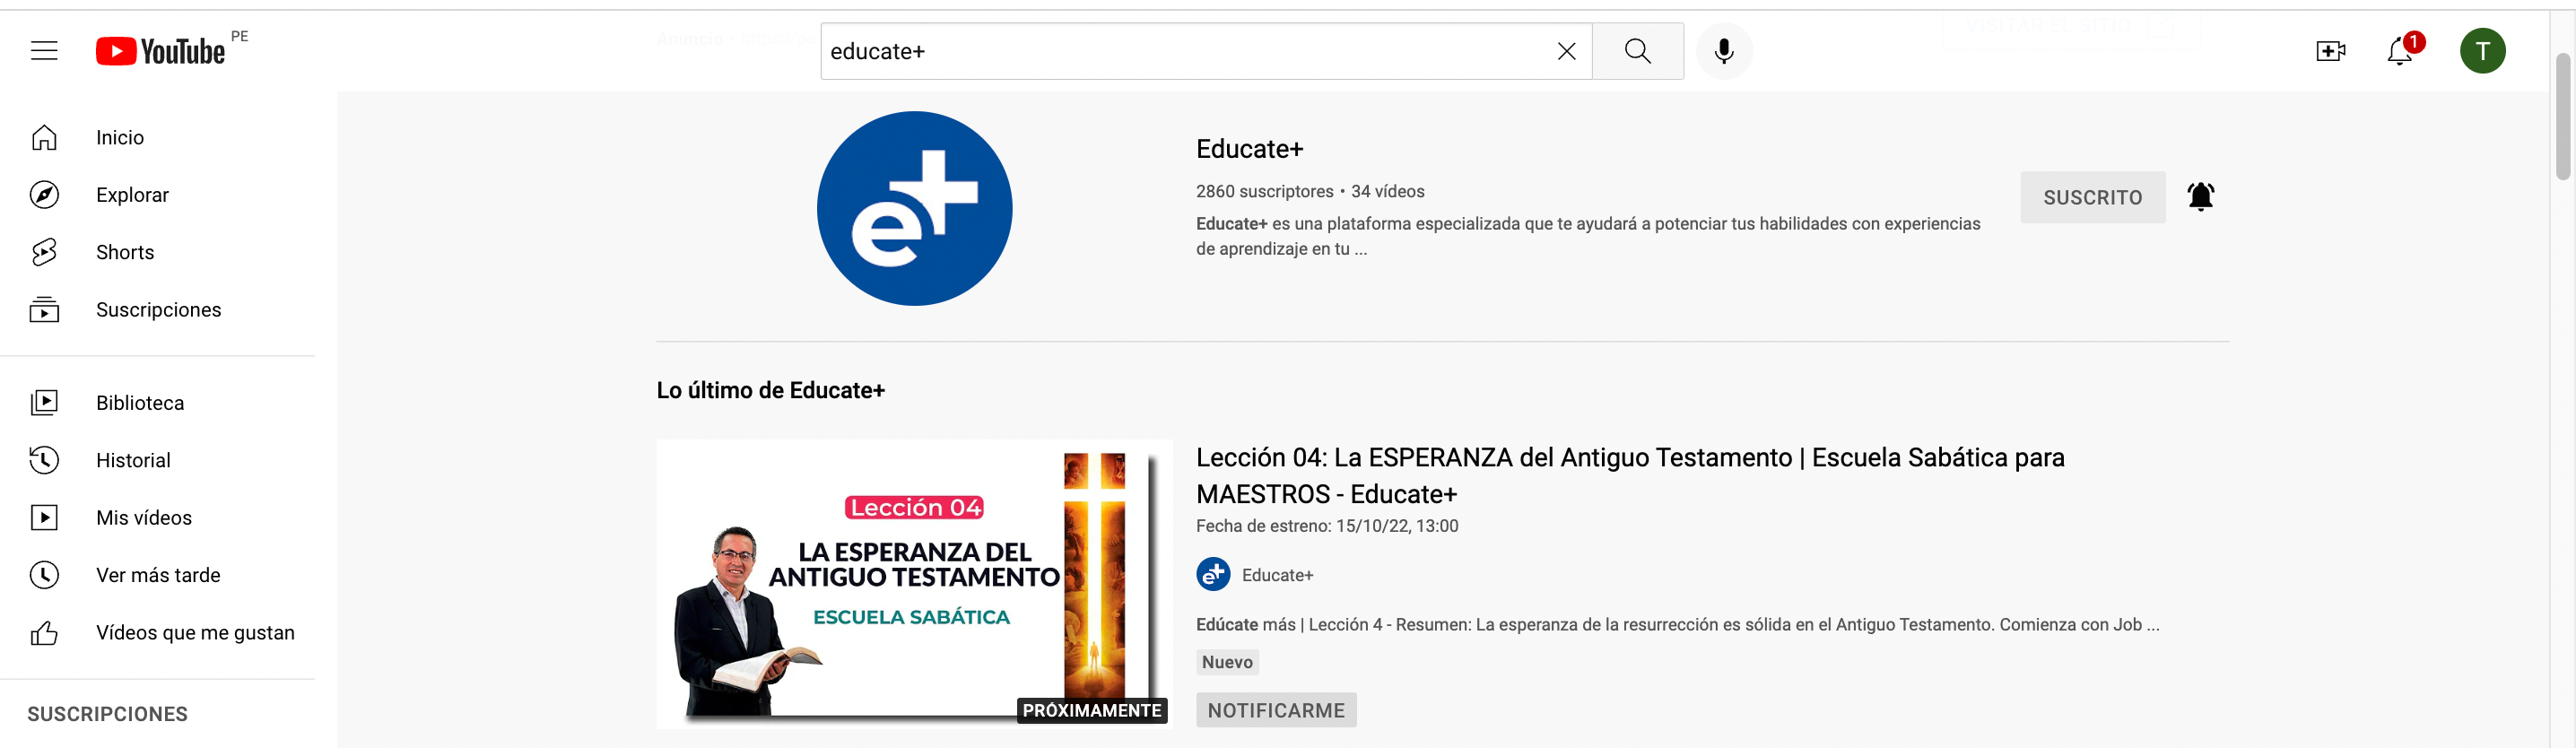 YouTube PE
educate+
1
T
Inicio
Explorar
Shorts
Suscripciones
Biblioteca
Historial
Mis vídeos
Ver más tarde
Vídeos que me gustan
SUSCRIPCIONES
e+
Educate+
2860 suscriptores • 34 vídeos
Educate+ es una plataforma especializada que te ayudará a potenciar tus habilidades con experiencias
de aprendizaje en tu ...
SUSCRITO
Lo último de Educate+
Lección 04
LA ESPERANZA DEL
ANTIGUO TESTAMENTO
ESCUELA SABÁTICA
PRÓXIMAMENTE
Lección 04: La ESPERANZA del Antiguo Testamento | Escuela Sabática para
MAESTROS - Educate+
Fecha de estreno: 15/10/22, 13:00
e+ Educate+
Edúcate más | Lección 4 - Resumen: La esperanza de la resurrección es sólida en el Antiguo Testamento. Comienza con Job ...
Nuevo
NOTIFICARME